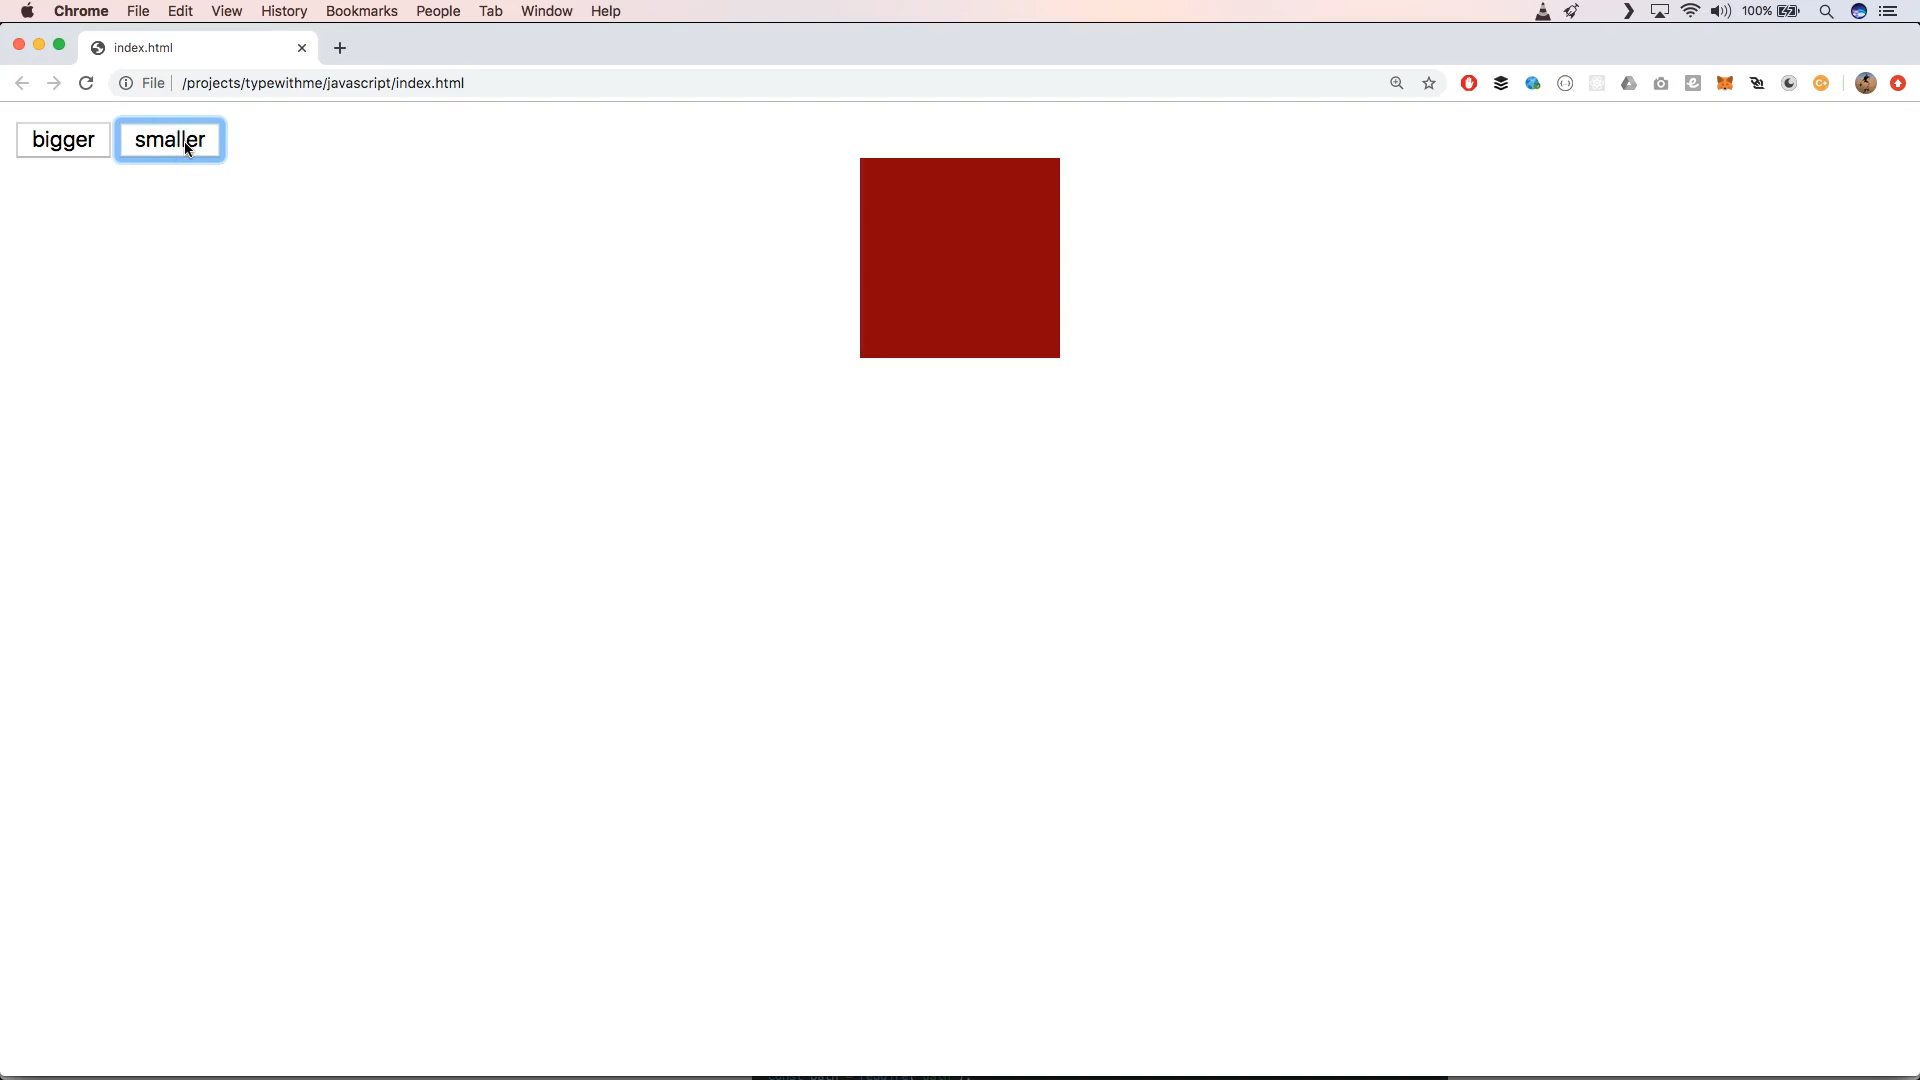 Chrome File Edit View History Bookmarks People Tab Window Help 100%
index.html
File /projects/typewithme/javascript/index.html
bigger smaller